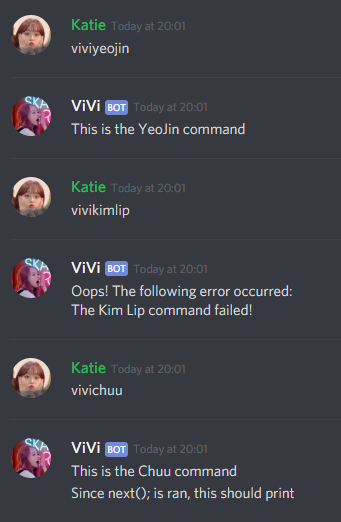 Katie Today at 20:01
viviyeojin
ViVi BOT Today at 20:01
This is the YeoJin command
Katie Today at 20:01
vivikimlip
ViVi BOT Today at 20:01
Oops! The following error occurred:
The Kim Lip command failed!
Katie Today at 20:01
vivichuu
ViVi BOT Today at 20:01
This is the Chuu command
Since next(); is ran, this should print